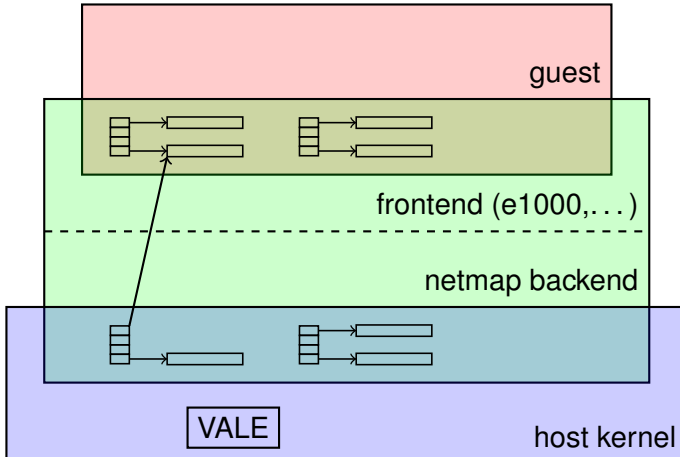 guest
frontend (e1000,...)
netmap backend
VALE
host kernel